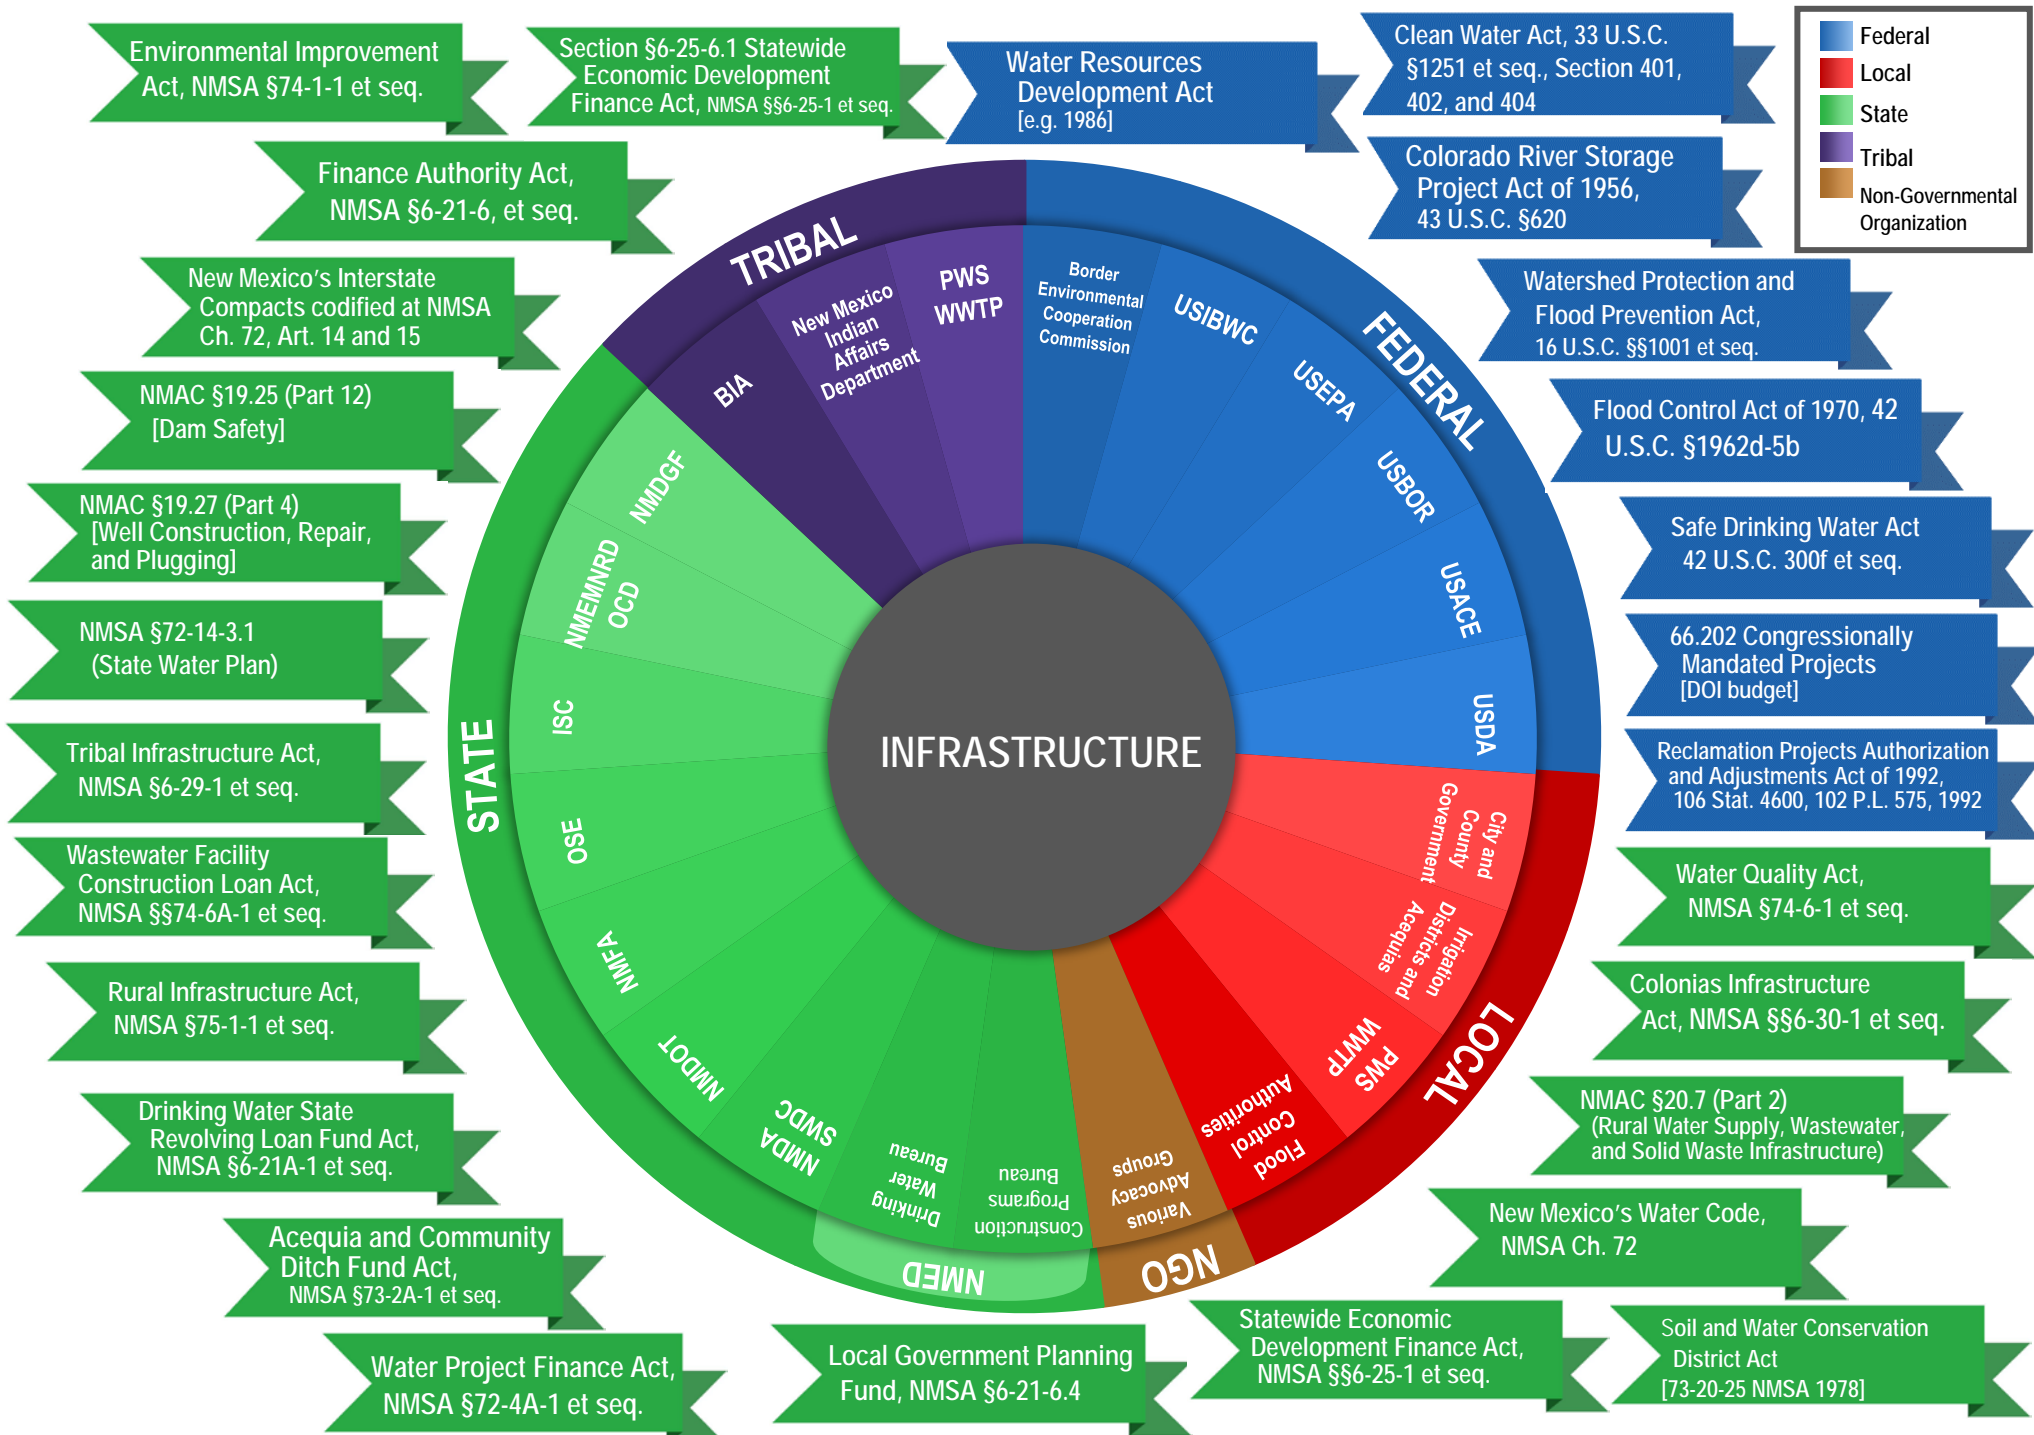 Environmental Improvement
Act, NMSA §74-1-1 et seq.
Section §6-25-6.1 Statewide
Economic Development
Finance Act, NMSA §§6-25-1 et seq.
Water Resources
Development Act
[e.g. 1986]
Clean Water Act, 33 U.S.C.
§1251 et seq., Section 401,
402, and 404
Federal
Local
State
Tribal
Non-Governmental
Organization
Finance Authority Act,
NMSA §6-21-6, et seq.
Colorado River Storage
Project Act of 1956,
43 U.S.C. §620
New Mexico's Interstate
Compacts codified at NMSA
Ch. 72, Art. 14 and 15
Watershed Protection and
Flood Prevention Act,
16 U.S.C. §§1001 et seq.
NMAC §19.25 (Part 12)
[Dam Safety]
Flood Control Act of 1970, 42
U.S.C. §1962d-5b
NMAC §19.27 (Part 4)
[Well Construction, Repair,
and Plugging]
Safe Drinking Water Act
42 U.S.C. 300f et seq.
NMSA §72-14-3.1
(State Water Plan)
66.202 Congressionally
Mandated Projects
[DOI budget]
Tribal Infrastructure Act,
NMSA §6-29-1 et seq.
Reclamation Projects Authorization
and Adjustments Act of 1992,
106 Stat. 4600, 102 P.L. 575, 1992
Wastewater Facility
Construction Loan Act,
NMSA §§74-6A-1 et seq.
Water Quality Act,
NMSA §74-6-1 et seq.
Rural Infrastructure Act,
NMSA §75-1-1 et seq.
Colonias Infrastructure
Act, NMSA §§6-30-1 et seq.
Drinking Water State
Revolving Loan Fund Act,
NMSA §6-21A-1 et seq.
NMAC §20.7 (Part 2)
(Rural Water Supply, Wastewater,
and Solid Waste Infrastructure)
Acequia and Community
Ditch Fund Act,
NMSA §73-2A-1 et seq.
New Mexico's Water Code,
NMSA Ch. 72
Water Project Finance Act,
NMSA §72-4A-1 et seq.
Local Government Planning
Fund, NMSA §6-21-6.4
Statewide Economic
Development Finance Act,
NMSA §§6-25-1 et seq.
Soil and Water Conservation
District Act
[73-20-25 NMSA 1978]
INFRASTRUCTURE
TRIBAL
BIA
New Mexico
Indian
Affairs
Department
PWS
WWTP
FEDERAL
Border
Environmental
Cooperation
Commission
USIBWC
USEPA
USBOR
USACE
USDA
LOCAL
City and
County
Government
Irrigation
Districts and
Acequias
PWS
WWTP
Flood
Control
Authorities
NGO
Various
Advocacy
Groups
STATE
NMED
Construction
Programs
Bureau
Drinking
Water
Bureau
NMDA
SWDC
NMDOT
NMFA
OSE
ISC
NMEMNRD
OCD
NMDGF